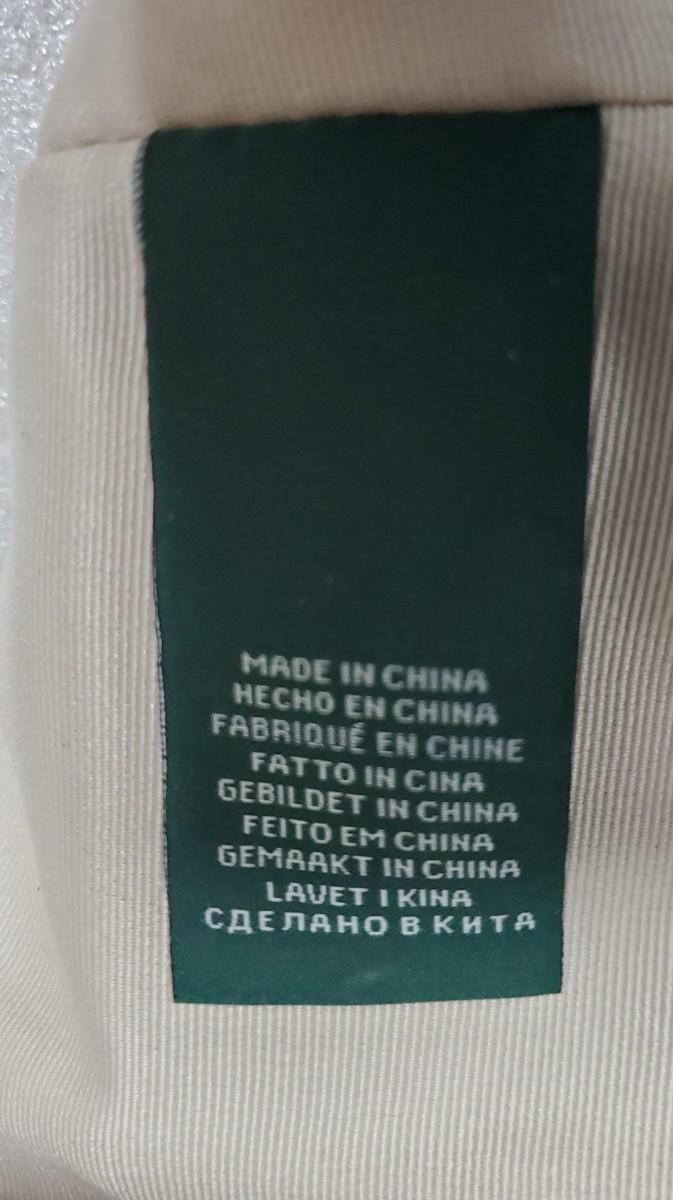 MADE IN CHINA
HECHO EN CHINA
FABRIQUÉ EN CHINE
FATTO IN CINA
GEBILDET IN CHINA
FEITO EM CHINA
GEMAAKT IN CHINA
LAVET I KINA
СДЕЛАНО В КИТА